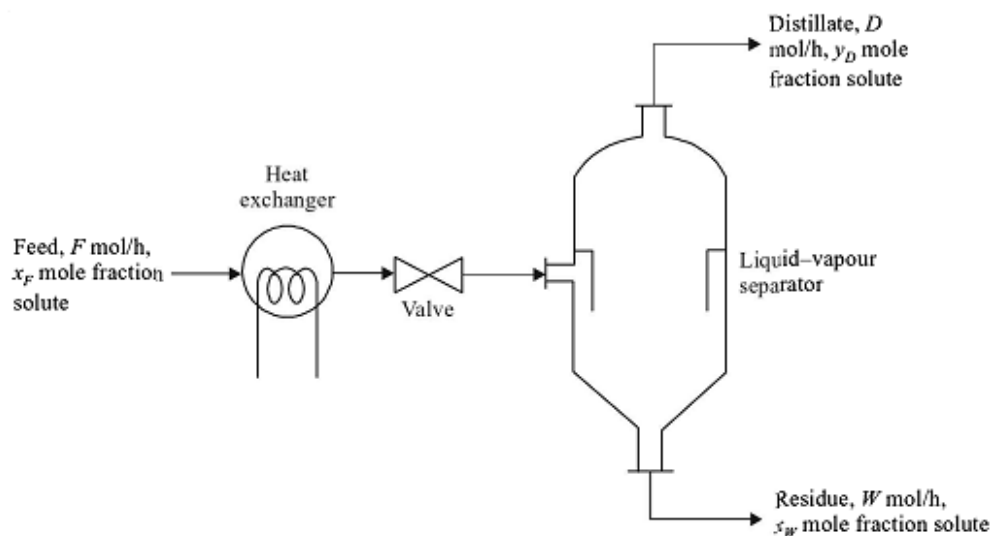 Distillate, D
mol/h, y_D mole
fraction solute
Heat
exchanger
Feed, F mol/h,
x_F mole fraction
solute
Valve
Liquid–vapour
separator
Residue, W mol/h,
x_W mole fraction solute